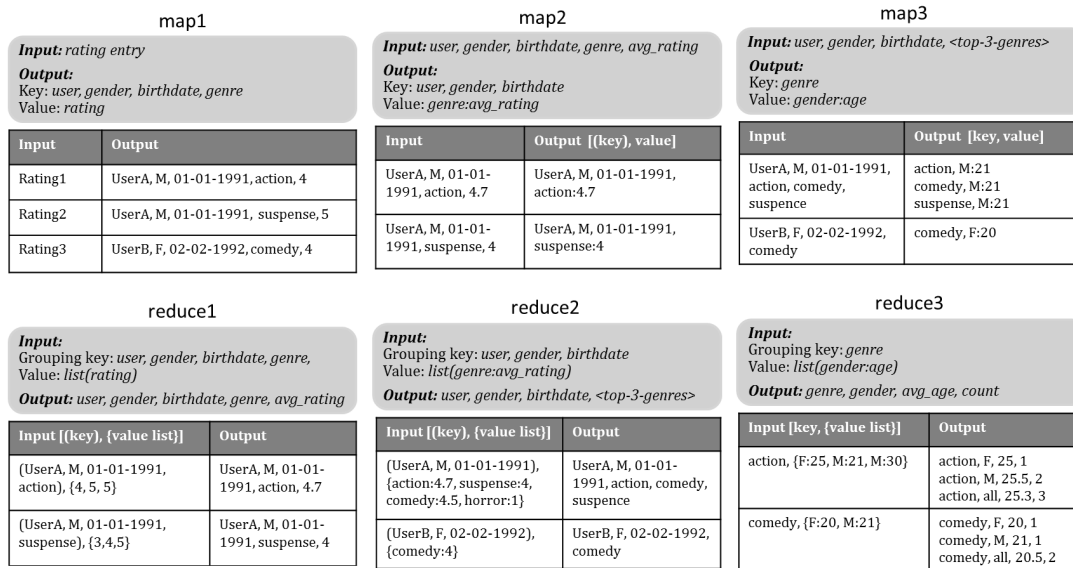 map1
Input: rating entry
Output:
Key: user, gender, birthdate, genre
Value: rating
Input Output
Rating1 UserA, M, 01-01-1991, action, 4
Rating2 UserA, M, 01-01-1991, suspense, 5
Rating3 UserB, F, 02-02-1992, comedy, 4
map2
Input: user, gender, birthdate, genre, avg_rating
Output:
Key: user, gender, birthdate
Value: genre:avg_rating
Input Output [(key), value]
UserA, M, 01-01- UserA, M, 01-01-1991,
1991, action, 4.7 action:4.7
UserA, M, 01-01- UserA, M, 01-01-1991,
1991, suspense, 4 suspense:4
map3
Input: user, gender, birthdate, <top-3-genres>
Output:
Key: genre
Value: gender:age
Input Output [key, value]
UserA, M, 01-01-1991, action, M:21
action, comedy, comedy, M:21
suspence suspense, M:21
UserB, F, 02-02-1992, comedy, F:20
comedy
reduce1
Input:
Grouping key: user, gender, birthdate, genre,
Value: list(rating)
Output: user, gender, birthdate, genre, avg_rating
Input [(key), {value list}] Output
(UserA, M, 01-01-1991, UserA, M, 01-01-
action), {4, 5, 5} 1991, action, 4.7
(UserA, M, 01-01-1991, UserA, M, 01-01-
suspense), {3,4,5} 1991, suspense, 4
reduce2
Input:
Grouping key: user, gender, birthdate
Value: list(genre:avg_rating)
Output: user, gender, birthdate, <top-3-genres>
Input [(key), {value list}] Output
(UserA, M, 01-01-1991), UserA, M, 01-01-
{action:4.7, suspense:4, 1991, action, comedy,
comedy:4.5, horror:1} suspence
(UserB, F, 02-02-1992), UserB, F, 02-02-1992,
{comedy:4} comedy
reduce3
Input:
Grouping key: genre
Value: list(gender:age)
Output: genre, gender, avg_age, count
Input [key, {value list}] Output
action, {F:25, M:21, M:30} action, F, 25, 1
action, M, 25.5, 2
action, all, 25.3, 3
comedy, {F:20, M:21} comedy, F, 20, 1
comedy, M, 21, 1
comedy, all, 20.5, 2